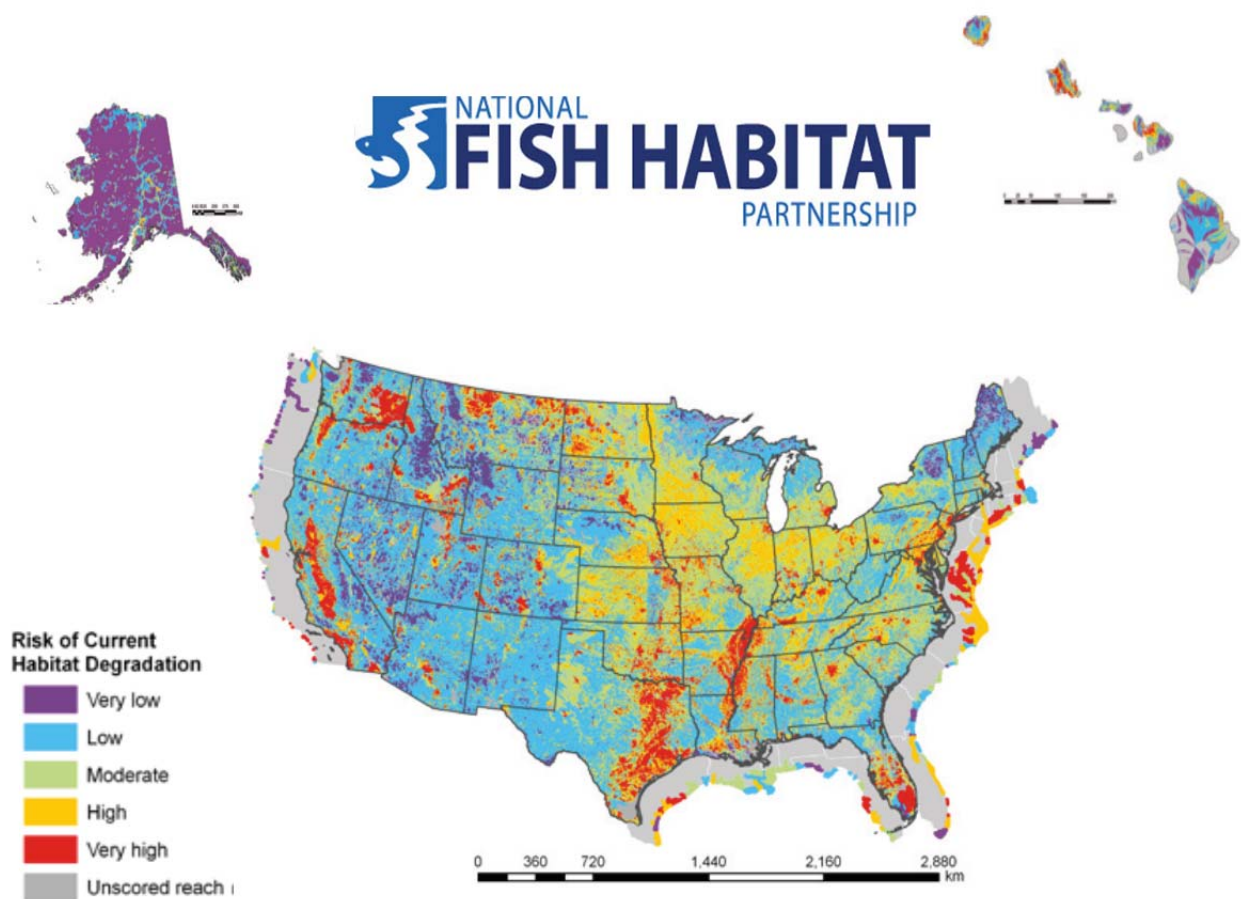 NATIONAL
FISH HABITAT
PARTNERSHIP
Risk of Current
Habitat Degradation
Very low
Low
Moderate
High
Very high
Unscored reach
0 360 720 1,440 2,160 2,880
km